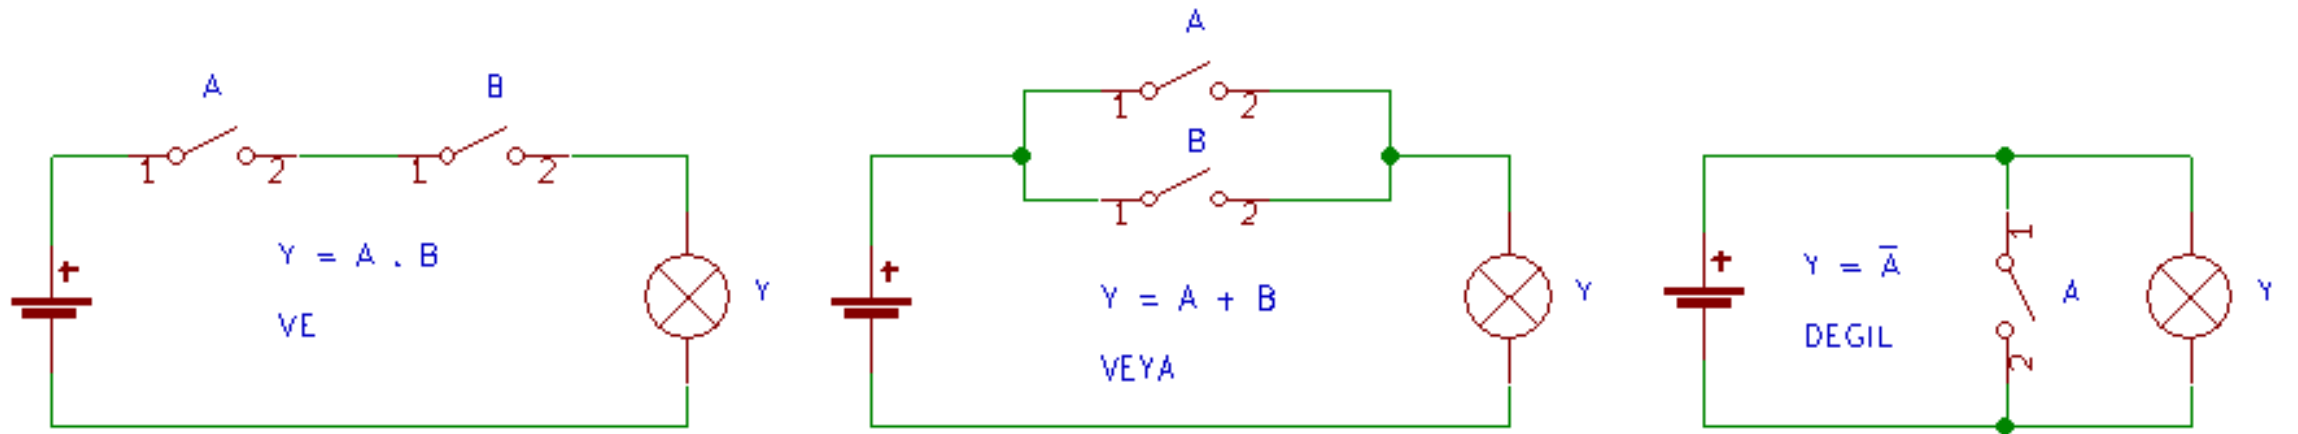 A
B
1
2
1
2
+
Y = A . B
VE
Y
A
1
2
B
1
2
+
Y = A + B
VEYA
Y
+
Y = A̅
DEGIL
1
A
2
Y